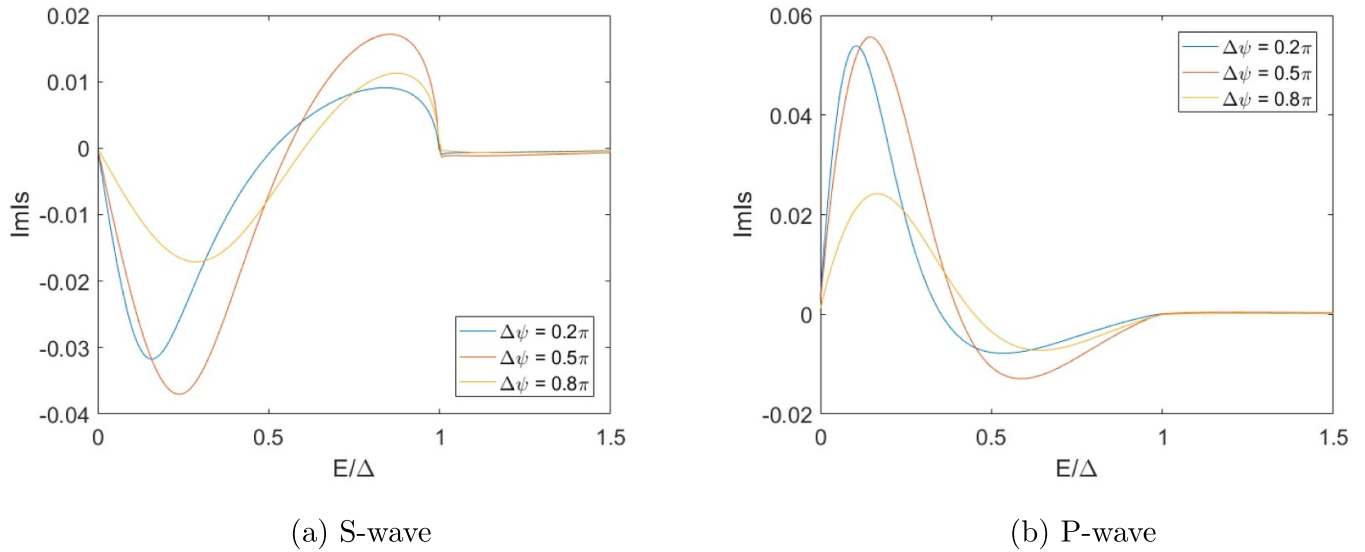 0.02
0.01
0
-0.01
-0.02
-0.03
-0.04
ImIs
0
0.5
1
1.5
E/Δ
Δψ = 0.2π
Δψ = 0.5π
Δψ = 0.8π
(a) S-wave
0.06
0.04
0.02
0
-0.02
ImIs
0
0.5
1
1.5
E/Δ
Δψ = 0.2π
Δψ = 0.5π
Δψ = 0.8π
(b) P-wave